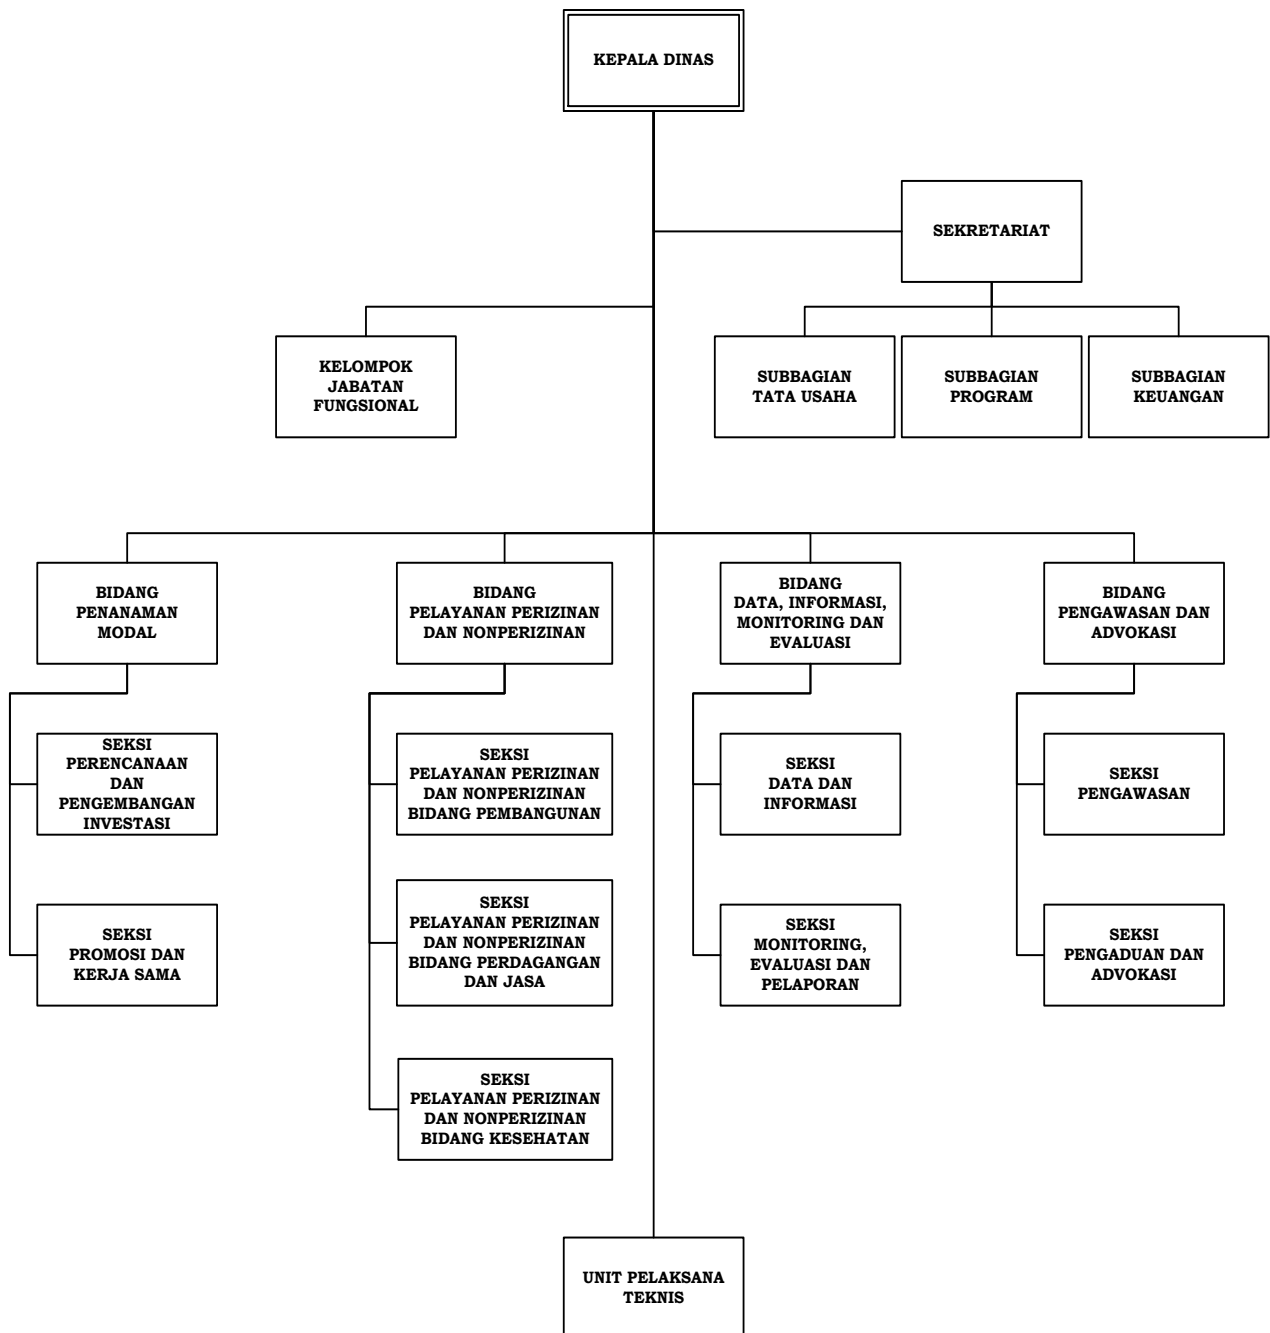 KEPALA DINAS
SEKRETARIAT
KELOMPOK
JABATAN
FUNGSIONAL
SUBBAGIAN
TATA USAHA
SUBBAGIAN
PROGRAM
SUBBAGIAN
KEUANGAN
BIDANG
PENANAMAN
MODAL
BIDANG
PELAYANAN PERIZINAN
DAN NONPERIZINAN
BIDANG
DATA, INFORMASI,
MONITORING DAN
EVALUASI
BIDANG
PENGAWASAN DAN
ADVOKASI
SEKSI
PERENCANAAN
DAN
PENGEMBANGAN
INVESTASI
SEKSI
PELAYANAN PERIZINAN
DAN NONPERIZINAN
BIDANG PEMBANGUNAN
SEKSI
DATA DAN
INFORMASI
SEKSI
PENGAWASAN
SEKSI
PROMOSI DAN
KERJA SAMA
SEKSI
PELAYANAN PERIZINAN
DAN NONPERIZINAN
BIDANG PERDAGANGAN
DAN JASA
SEKSI
MONITORING,
EVALUASI DAN
PELAPORAN
SEKSI
PENGADUAN DAN
ADVOKASI
SEKSI
PELAYANAN PERIZINAN
DAN NONPERIZINAN
BIDANG KESEHATAN
UNIT PELAKSANA
TEKNIS